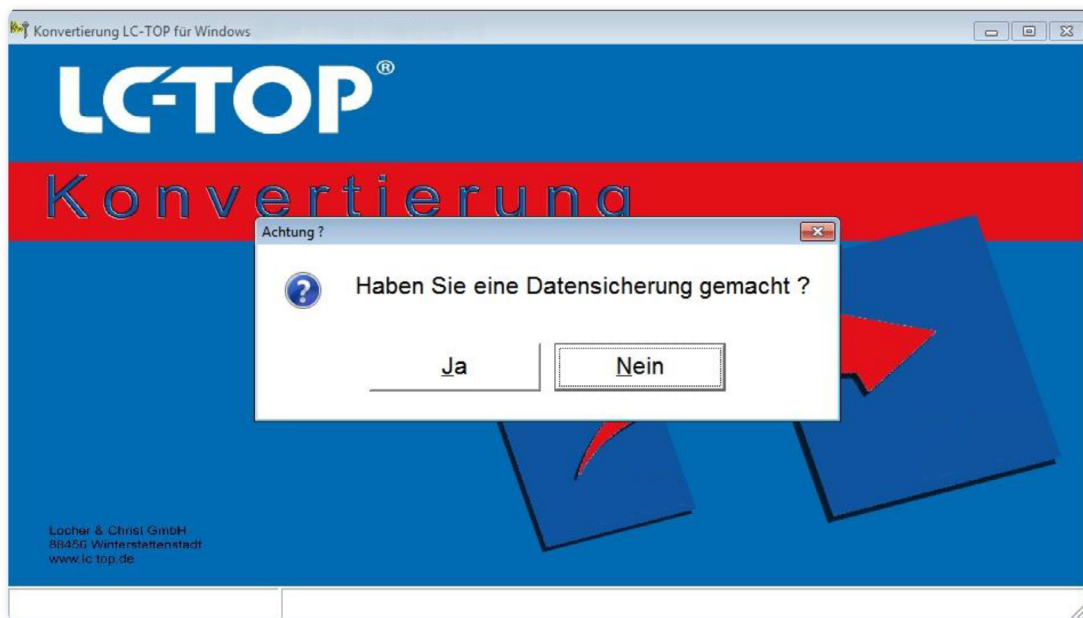 Konvertierung LC-TOP für Windows
LC-TOP®
Konvertierung
Achtung ?
Haben Sie eine Datensicherung gemacht ?
Ja
Nein
Locher & Christ GmbH
88456 Winterstettenstadt
www.lc-top.de